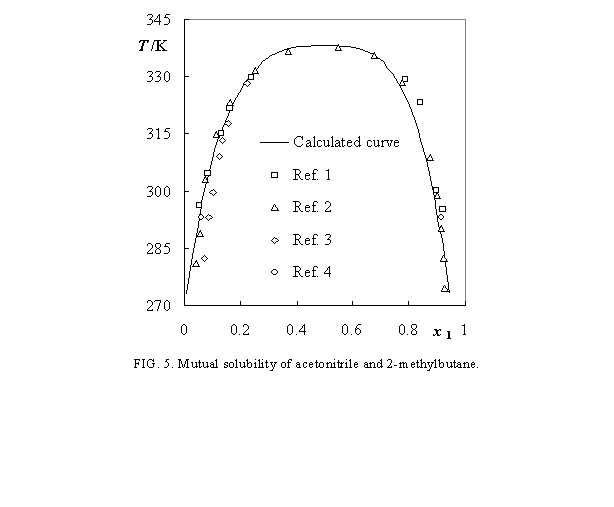 345
T/K
330
315
300
285
270
Calculated curve
Ref. 1
Ref. 2
Ref. 3
Ref. 4
0 0.2 0.4 0.6 0.8 x 1 1
FIG. 5. Mutual solubility of acetonitrile and 2-methylbutane.